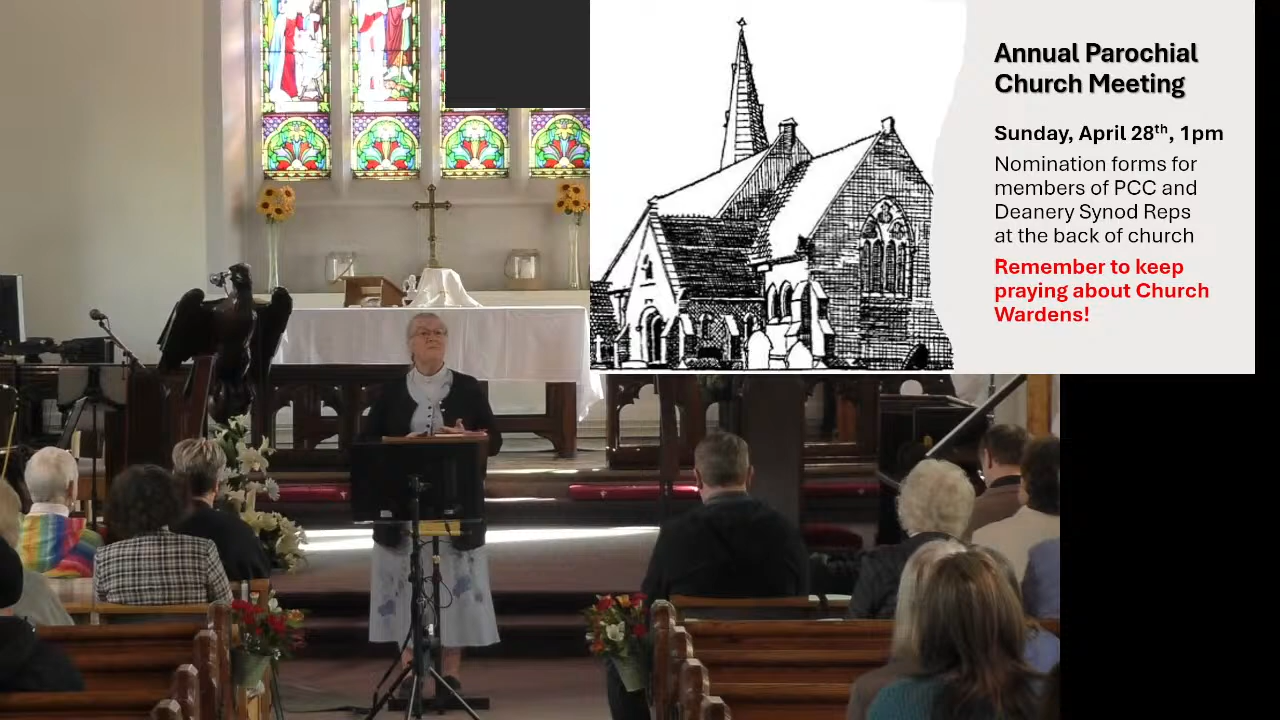 Annual Parochial
Church Meeting
Sunday, April 28th, 1pm
Nomination forms for
members of PCC and
Deanery Synod Reps
at the back of church
Remember to keep
praying about Church
Wardens!